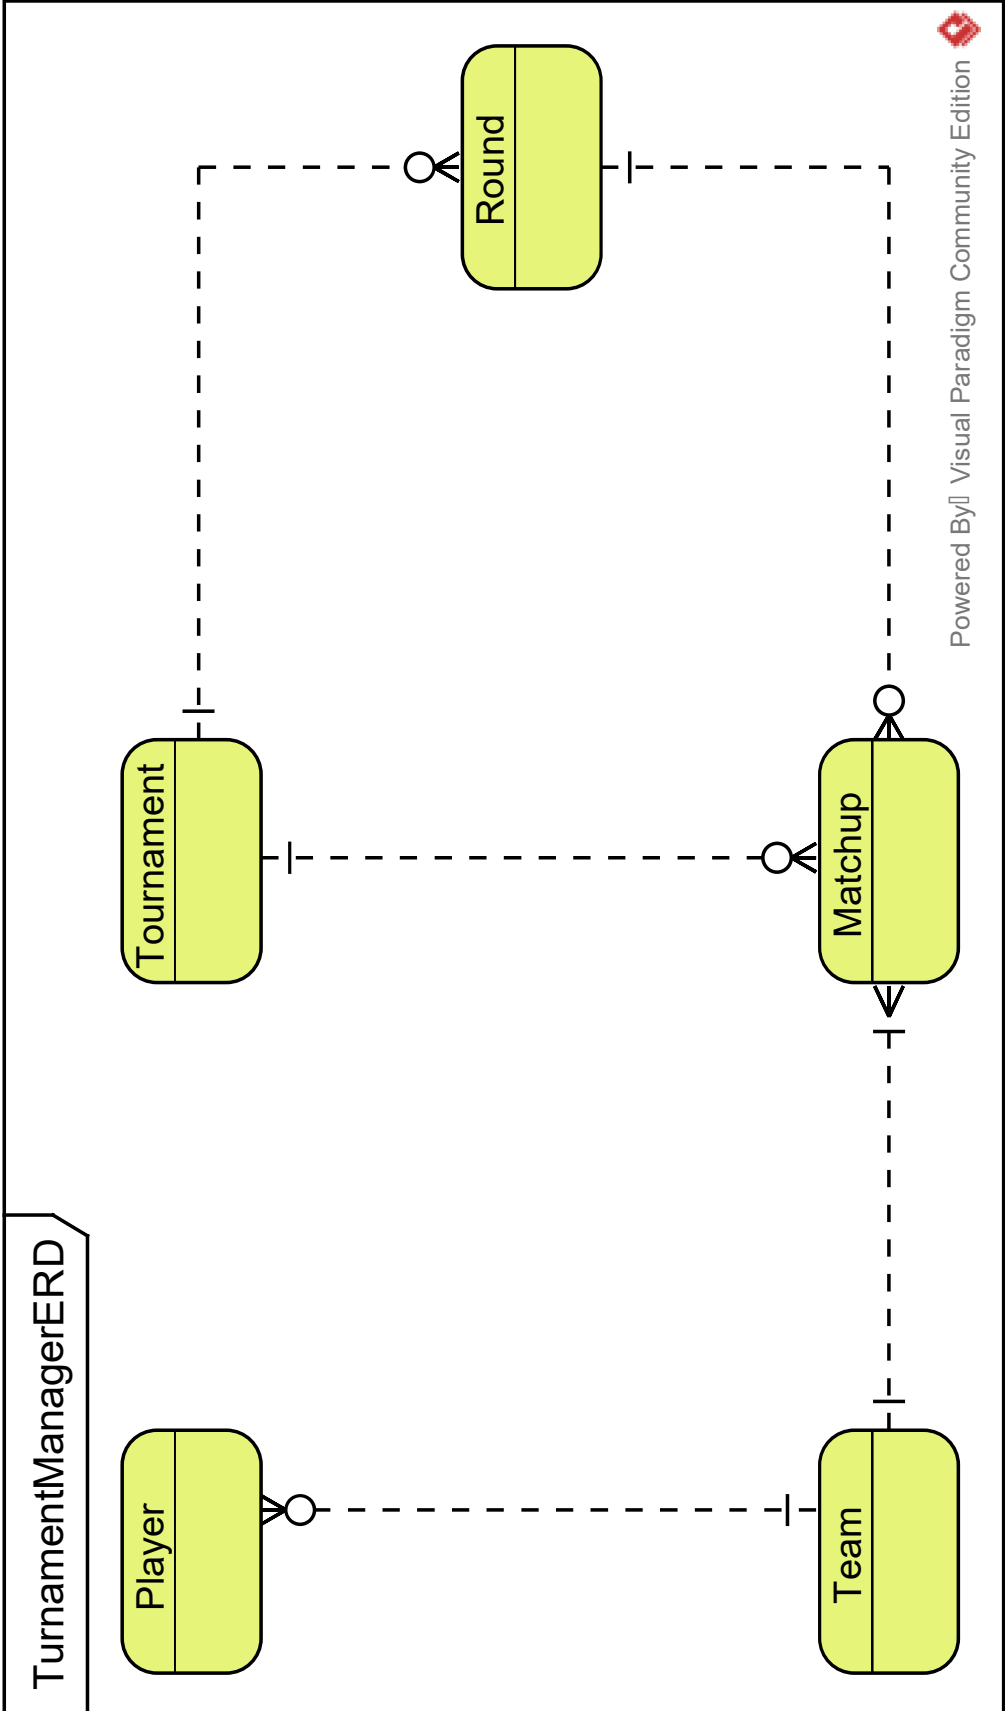 TurnamentManagerERD
Player
Tournament
Round
Team
Matchup
Powered By Visual Paradigm Community Edition